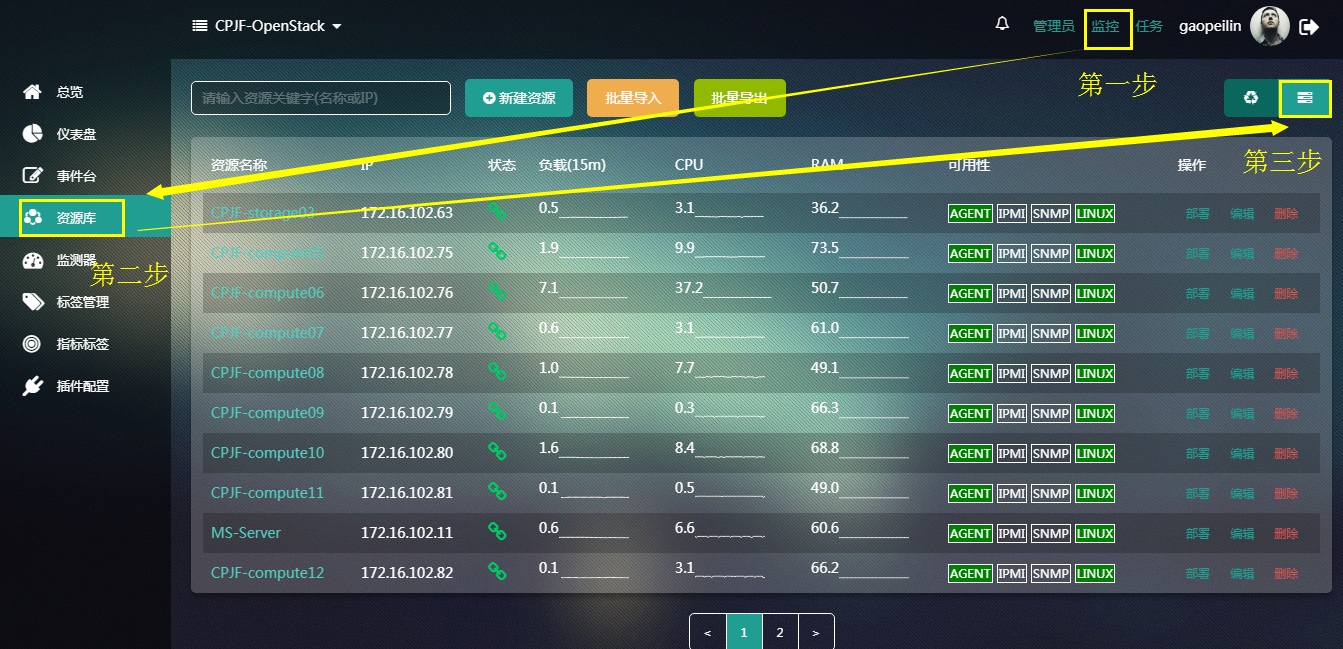 CPJF-OpenStack
管理员 监控 任务 gaopeilin
总览
仪表盘
事件台
资源库
监测器
标签管理
指标标签
插件配置
第一步
第二步
第三步
请输入资源关键字(名称或IP) 新建资源 批量导入 批量导出
资源名称 IP 状态 负载(15m) CPU RAM 可用性 操作
CPJF-storage03 172.16.102.63 0.5 3.1 36.2 AGENT IPMI SNMP LINUX 部署 编辑 删除
CPJF-compute05 172.16.102.75 1.9 9.9 73.5 AGENT IPMI SNMP LINUX 部署 编辑 删除
CPJF-compute06 172.16.102.76 7.1 37.2 50.7 AGENT IPMI SNMP LINUX 部署 编辑 删除
CPJF-compute07 172.16.102.77 0.6 3.1 61.0 AGENT IPMI SNMP LINUX 部署 编辑 删除
CPJF-compute08 172.16.102.78 1.0 7.7 49.1 AGENT IPMI SNMP LINUX 部署 编辑 删除
CPJF-compute09 172.16.102.79 0.1 0.3 66.3 AGENT IPMI SNMP LINUX 部署 编辑 删除
CPJF-compute10 172.16.102.80 1.6 8.4 68.8 AGENT IPMI SNMP LINUX 部署 编辑 删除
CPJF-compute11 172.16.102.81 0.1 0.5 49.0 AGENT IPMI SNMP LINUX 部署 编辑 删除
MS-Server 172.16.102.11 0.6 6.6 60.6 AGENT IPMI SNMP LINUX 部署 编辑 删除
CPJF-compute12 172.16.102.82 0.1 3.1 66.2 AGENT IPMI SNMP LINUX 部署 编辑 删除
< 1 2 >